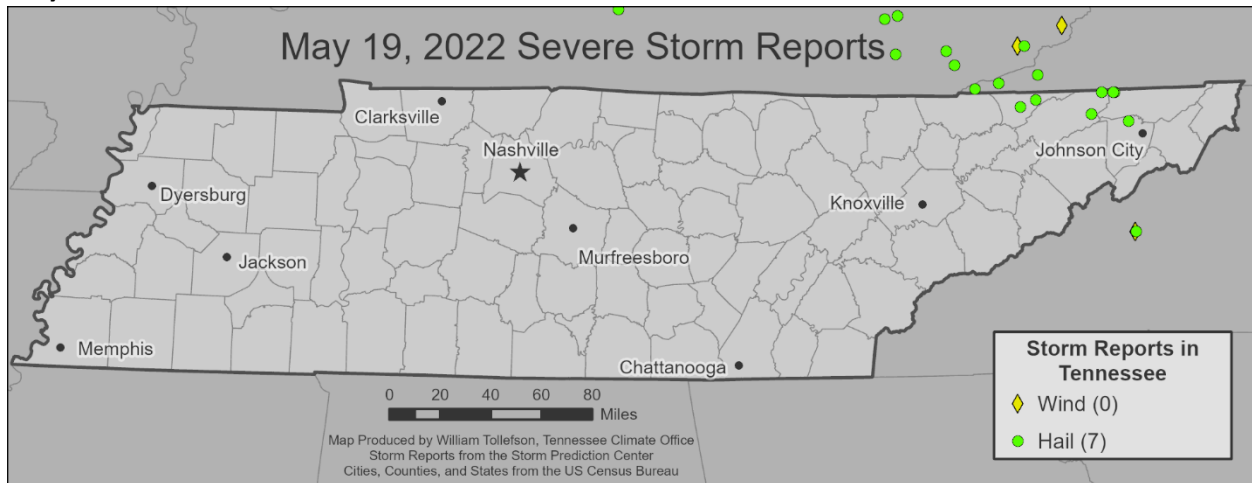 May 19, 2022 Severe Storm Reports
Clarksville
Nashville
Johnson City
Dyersburg
Knoxville
Murfreesboro
Jackson
Memphis
Chattanooga
Storm Reports in
Tennessee
Wind (0)
Hail (7)
0 20 40 60 80
Miles
Map Produced by William Tollefson, Tennessee Climate Office
Storm Reports from the Storm Prediction Center
Cities, Counties, and States from the US Census Bureau